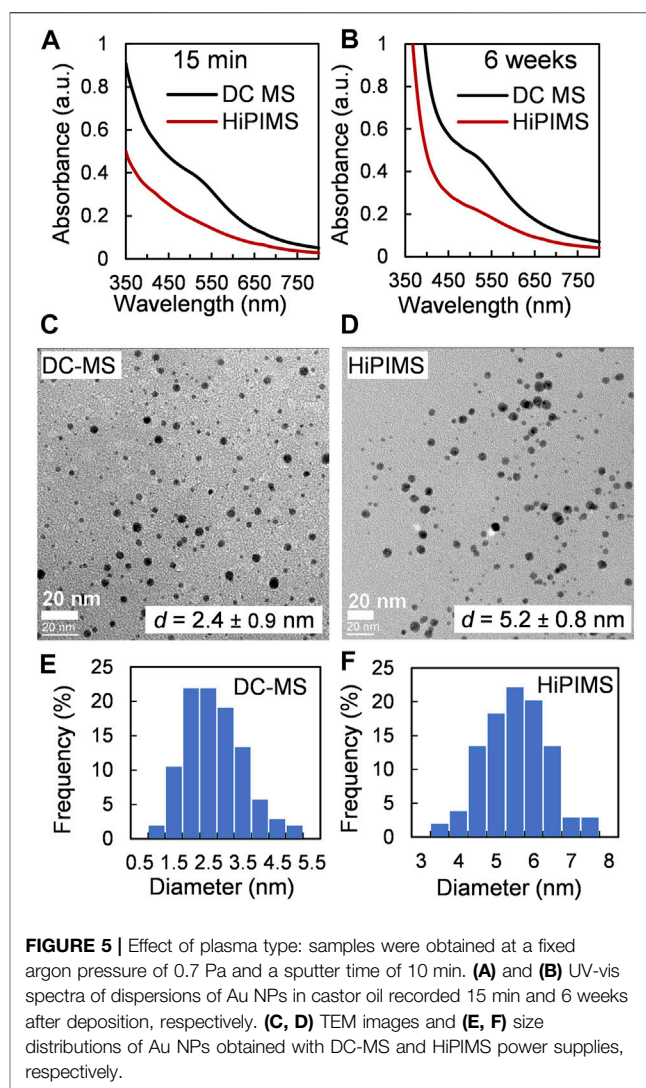 A
15 min
DC MS
HiPIMS
Absorbance (a.u.)
1
0.8
0.6
0.4
0.2
0
350 450 550 650 750
Wavelength (nm)
B
6 weeks
DC MS
HiPIMS
Absorbance (a.u.)
1
0.8
0.6
0.4
0.2
0
350 450 550 650 750
Wavelength (nm)
C
DC-MS
20 nm
20 nm
d = 2.4 ± 0.9 nm
D
HiPIMS
20 nm
20 nm
d = 5.2 ± 0.8 nm
E
DC-MS
Frequency (%)
25
20
15
10
5
0
0.5 1.5 2.5 3.5 4.5 5.5
Diameter (nm)
F
HiPIMS
Frequency (%)
25
20
15
10
5
0
3 4 5 6 7 8
Diameter (nm)
FIGURE 5 | Effect of plasma type: samples were obtained at a fixed
argon pressure of 0.7 Pa and a sputter time of 10 min. (A) and (B) UV-vis
spectra of dispersions of Au NPs in castor oil recorded 15 min and 6 weeks
after deposition, respectively. (C, D) TEM images and (E, F) size
distributions of Au NPs obtained with DC-MS and HiPIMS power supplies,
respectively.